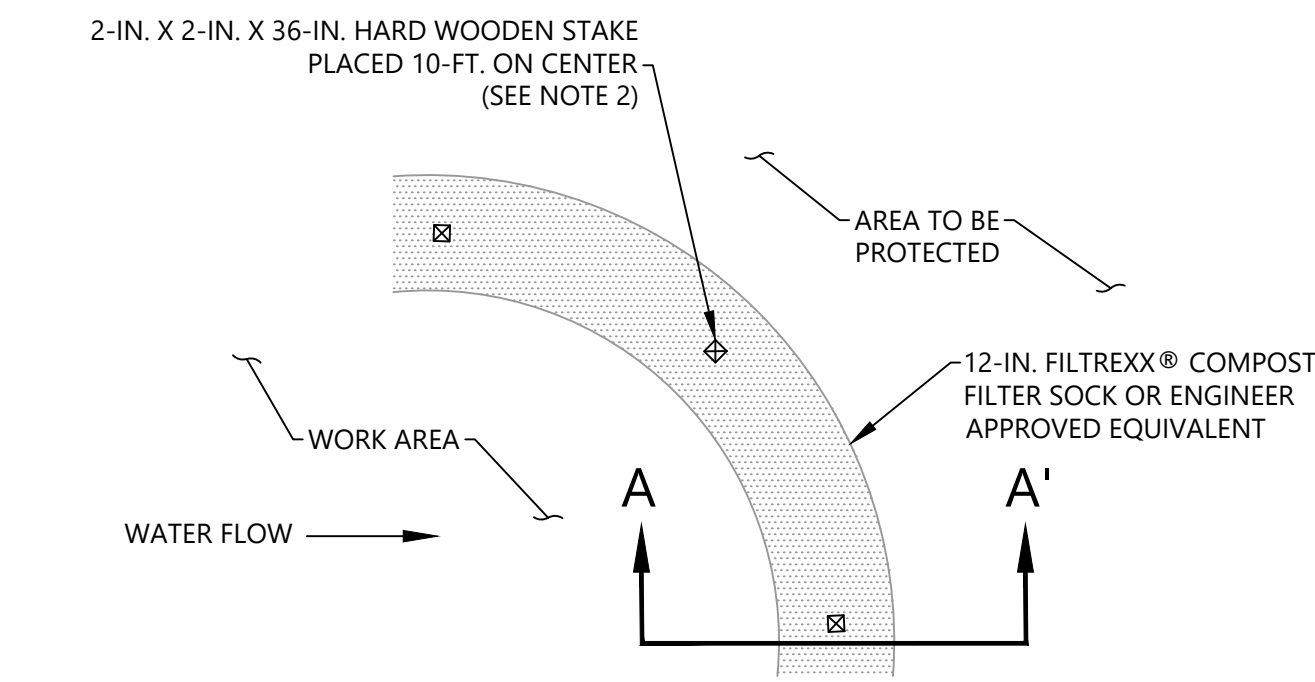 2-IN. X 2-IN. X 36-IN. HARD WOODEN STAKE
PLACED 10-FT. ON CENTER
(SEE NOTE 2)
AREA TO BE
PROTECTED
12-IN. FILTREXX® COMPOST
FILTER SOCK OR ENGINEER
APPROVED EQUIVALENT
WORK AREA
A
A'
WATER FLOW